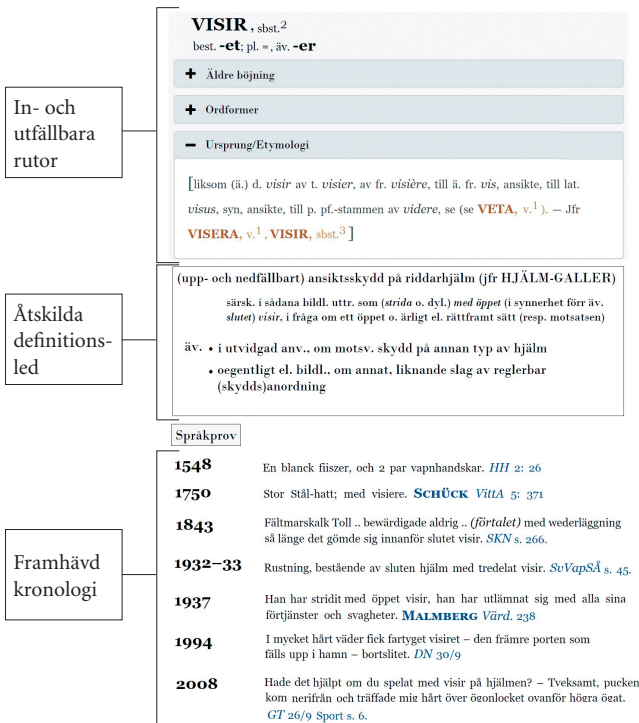 VISIR, sbst.2
best. -et; pl. =, äv. -er
+ Äldre böjning
In- och
utfällbara
rutor
+ Ordformer
− Ursprung/Etymologi
[liksom (ä.) d. visir av t. visier, av fr. visière, till ä. fr. vis, ansikte, till lat.
visus, syn, ansikte, till p. pf.-stammen av videre, se (se VETA, v.1 ). — Jfr
VISERA, v.1 , VISIR, sbst.3 ]
Åtskilda
definitions-
led
(upp- och nedfällbart) ansiktsskydd på riddarhjälm (jfr HJÄLM-GALLER)
särsk. i sådana bildl. uttr. som (strida o. dyl.) med öppet (i synnerhet förr äv.
slutet) visir, i fråga om ett öppet o. ärligt el. rättframt sätt (resp. motsatsen)
äv. • i utvidgad anv., om motsv. skydd på annan typ av hjälm
• oegentligt el. bildl., om annat, liknande slag av reglerbar
(skydds)anordning
Språkprov
Framhävd
kronologi
1548 En blanck fiiszer, och 2 par vapnhandskar. HH 2: 26
1750 Stor Stål-hatt; med visiere. SCHÜCK VittA 5: 371
1843 Fältmarskalk Toll .. bewärdigade aldrig .. (förtalet) med wederläggning
så länge det gömde sig innanför slutet visir. SKN s. 266.
1932–33 Rustning, bestående av sluten hjälm med tredelat visir. SvVapSÅ s. 45.
1937 Han har stridit med öppet visir, han har utlämnat sig med alla sina
förtjänster och svagheter. MALMBERG Värd. 238
1994 I mycket hårt väder fick fartyget visiret – den främre porten som
fälls upp i hamn – bortslitet. DN 30/9
2008 Hade det hjälpt om du spelat med visir på hjälmen? – Tveksamt, pucken
kom nerifrån och träffade mig hårt över ögonlocket ovanför högra ögat.
GT 26/9 Sport s. 6.